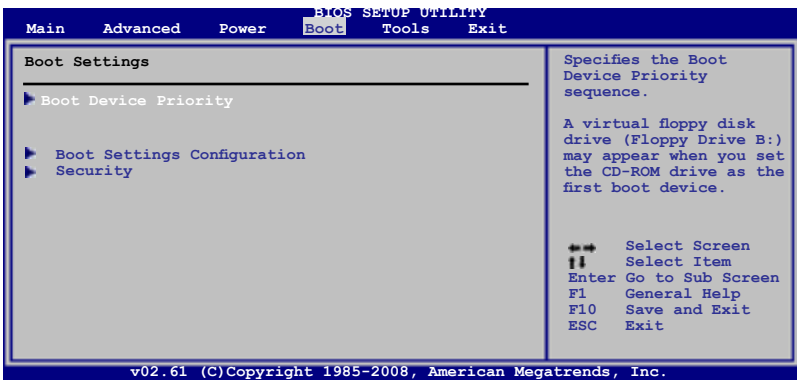 BIOS SETUP UTILITY
Main Advanced Power Boot Tools Exit
Boot Settings
Boot Device Priority
Boot Settings Configuration
Security
Specifies the Boot
Device Priority
sequence.
A virtual floppy disk
drive (Floppy Drive B:)
may appear when you set
the CD-ROM drive as the
first boot device.
Select Screen
Select Item
Enter Go to Sub Screen
F1 General Help
F10 Save and Exit
ESC Exit
v02.61 (C)Copyright 1985-2008, American Megatrends, Inc.